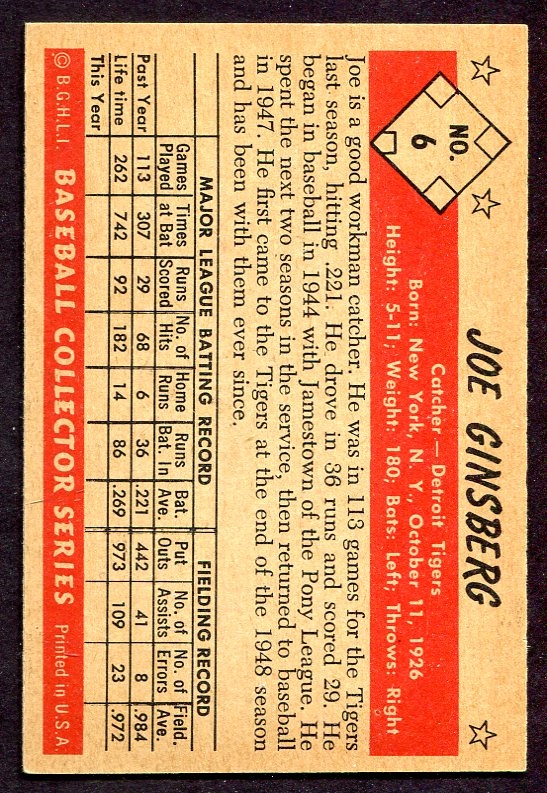 NO.
6
JOE GINSBERG
Catcher — Detroit Tigers
Born: New York, N. Y., October 11, 1926
Height: 5-11; Weight: 180; Bats: Left; Throws: Right
Joe is a good workman catcher. He was in 113 games for the Tigers
last season, hitting .221. He drove in 36 runs and scored 29. He
began in baseball in 1944 with Jamestown of the Pony League. He
spent the next two seasons in the service, then returned to baseball
in 1947. He first came to the Tigers at the end of the 1948 season
and has been with them ever since.
MAJOR LEAGUE BATTING RECORD FIELDING RECORD
Games Times Runs No. of Home Runs Bat. Put No. of No. of Field.
Played at Bat Scored Hits Runs Bat. In Ave. Outs Assists Errors Ave.
Past Year 113 307 29 68 6 36 .221 442 41 8 .984
Life time 262 742 92 182 14 86 .269 973 109 23 .972
This Year
© B.G.H.L.I. BASEBALL COLLECTOR SERIES Printed in U.S.A.